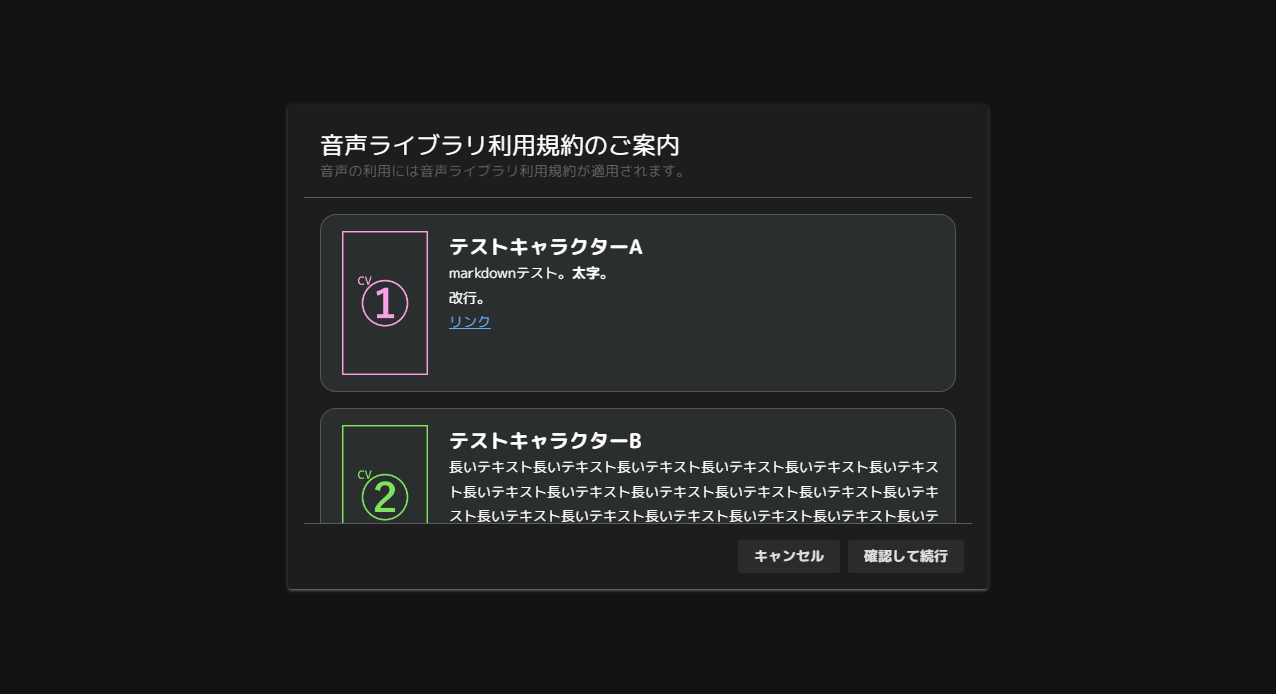 音声ライブラリ利用規約のご案内
音声の利用には音声ライブラリ利用規約が適用されます。
CV
①
テストキャラクターA
markdownテスト。太字。
改行。
リンク
CV
②
テストキャラクターB
長いテキスト長いテキスト長いテキスト長いテキスト長いテキスト長いテキス
ト長いテキスト長いテキスト長いテキスト長いテキスト長いテキスト長いテキ
スト長いテキスト長いテキスト長いテキスト長いテキスト長いテキスト長いテ
キャンセル
確認して続行